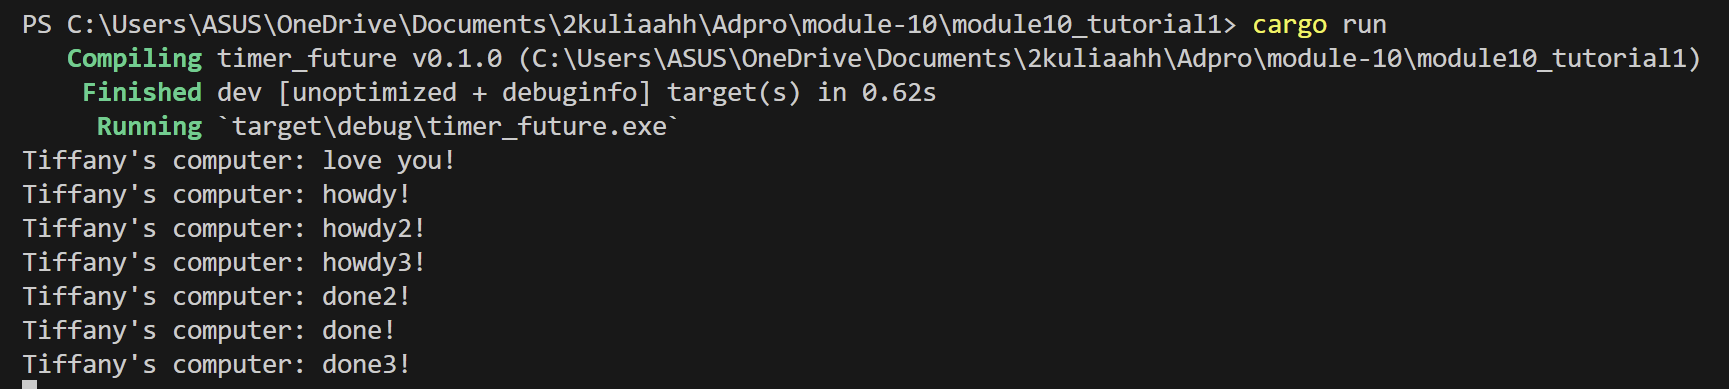 PS C:\Users\ASUS\OneDrive\Documents\2kuliaahh\Adpro\module-10\module10_tutorial1> cargo run
Compiling timer_future v0.1.0 (C:\Users\ASUS\OneDrive\Documents\2kuliaahh\Adpro\module-10\module10_tutorial1)
Finished dev [unoptimized + debuginfo] target(s) in 0.62s
Running `target\debug\timer_future.exe`
Tiffany's computer: love you!
Tiffany's computer: howdy!
Tiffany's computer: howdy2!
Tiffany's computer: howdy3!
Tiffany's computer: done2!
Tiffany's computer: done!
Tiffany's computer: done3!